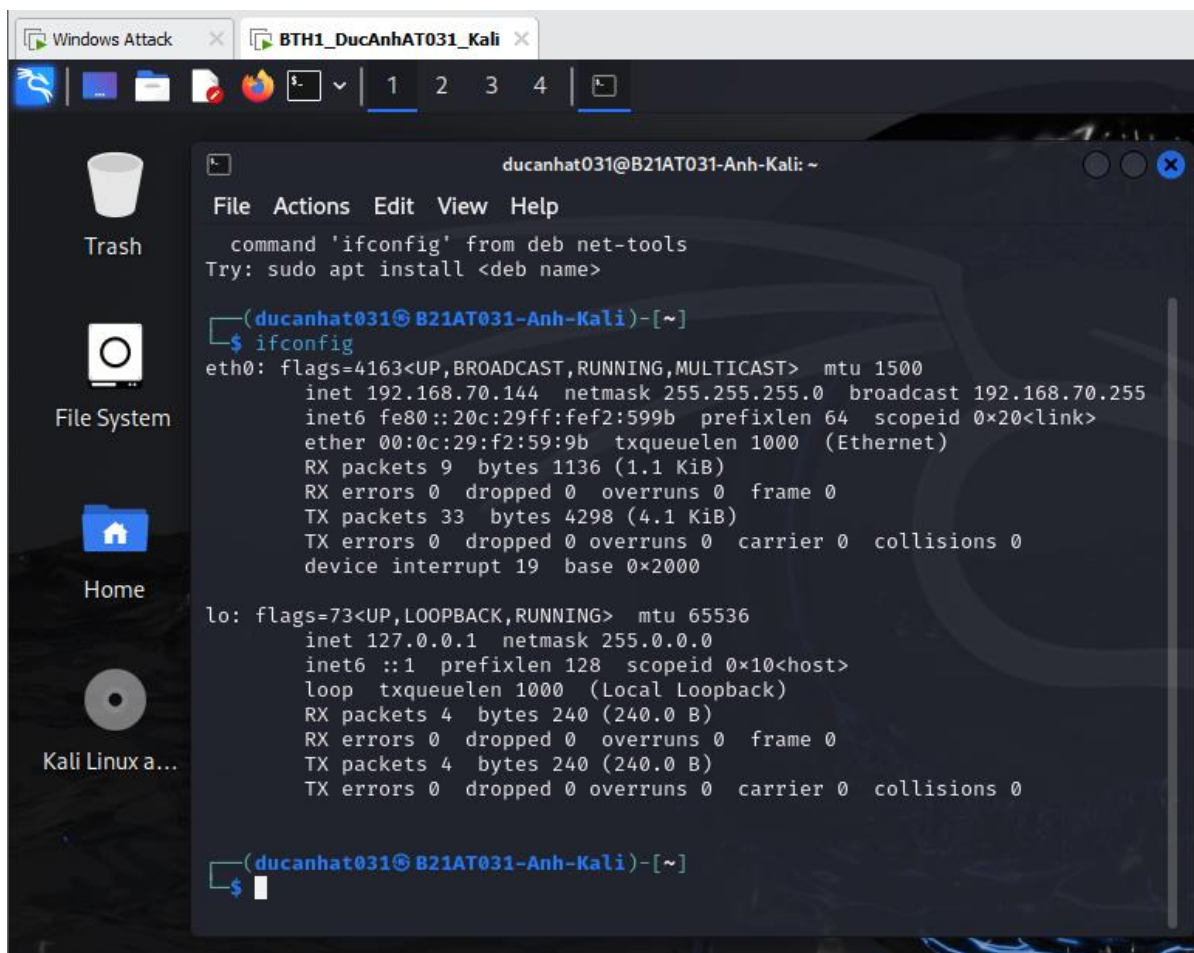 Windows Attack
BTH1_DucAnhAT031_Kali
1 2 3 4
ducanhat031@B21AT031-Anh-Kali: ~
File Actions Edit View Help
Trash
File System
Home
Kali Linux a...
command 'ifconfig' from deb net-tools
Try: sudo apt install <deb name>
┌──(ducanhat031㉿B21AT031-Anh-Kali)-[~]
└─$ ifconfig
eth0: flags=4163<UP,BROADCAST,RUNNING,MULTICAST> mtu 1500
inet 192.168.70.144 netmask 255.255.255.0 broadcast 192.168.70.255
inet6 fe80::20c:29ff:fef2:599b prefixlen 64 scopeid 0×20<link>
ether 00:0c:29:f2:59:9b txqueuelen 1000 (Ethernet)
RX packets 9 bytes 1136 (1.1 KiB)
RX errors 0 dropped 0 overruns 0 frame 0
TX packets 33 bytes 4298 (4.1 KiB)
TX errors 0 dropped 0 overruns 0 carrier 0 collisions 0
device interrupt 19 base 0×2000
lo: flags=73<UP,LOOPBACK,RUNNING> mtu 65536
inet 127.0.0.1 netmask 255.0.0.0
inet6 ::1 prefixlen 128 scopeid 0×10<host>
loop txqueuelen 1000 (Local Loopback)
RX packets 4 bytes 240 (240.0 B)
RX errors 0 dropped 0 overruns 0 frame 0
TX packets 4 bytes 240 (240.0 B)
TX errors 0 dropped 0 overruns 0 carrier 0 collisions 0
┌──(ducanhat031㉿B21AT031-Anh-Kali)-[~]
└─$